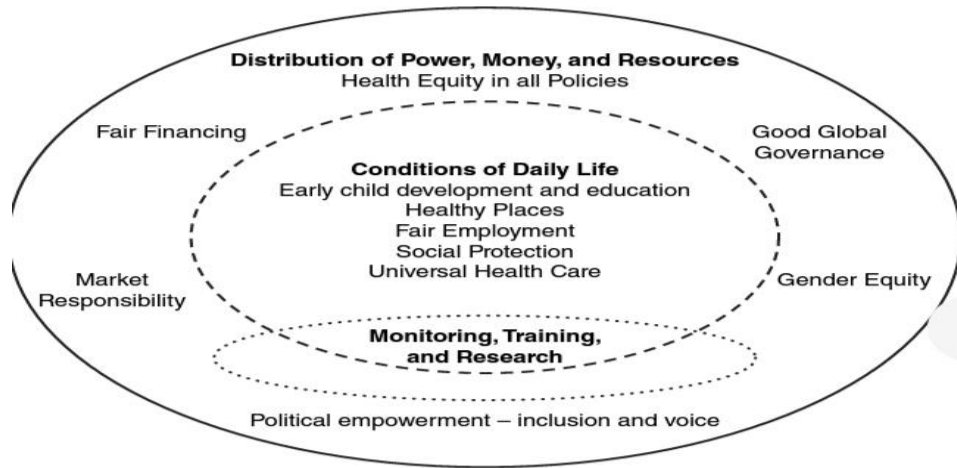 Distribution of Power, Money, and Resources
Health Equity in all Policies
Fair Financing
Good Global
Governance
Conditions of Daily Life
Early child development and education
Healthy Places
Fair Employment
Social Protection
Universal Health Care
Market
Responsibility
Gender Equity
Monitoring, Training,
and Research
Political empowerment – inclusion and voice